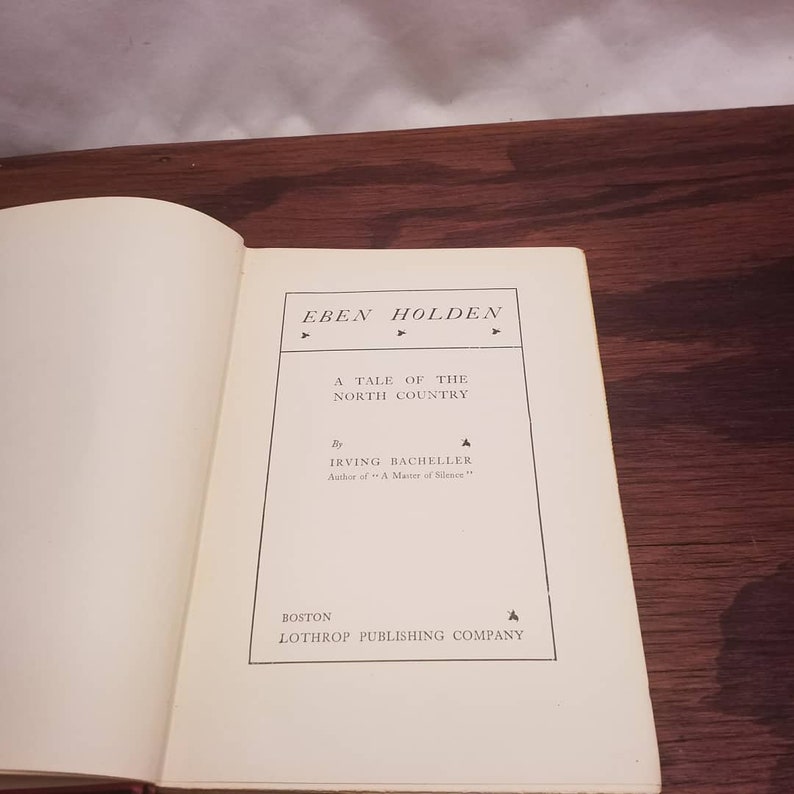 EBEN HOLDEN
A TALE OF THE
NORTH COUNTRY
By
IRVING BACHELLER
Author of "A Master of Silence"
BOSTON
LOTHROP PUBLISHING COMPANY